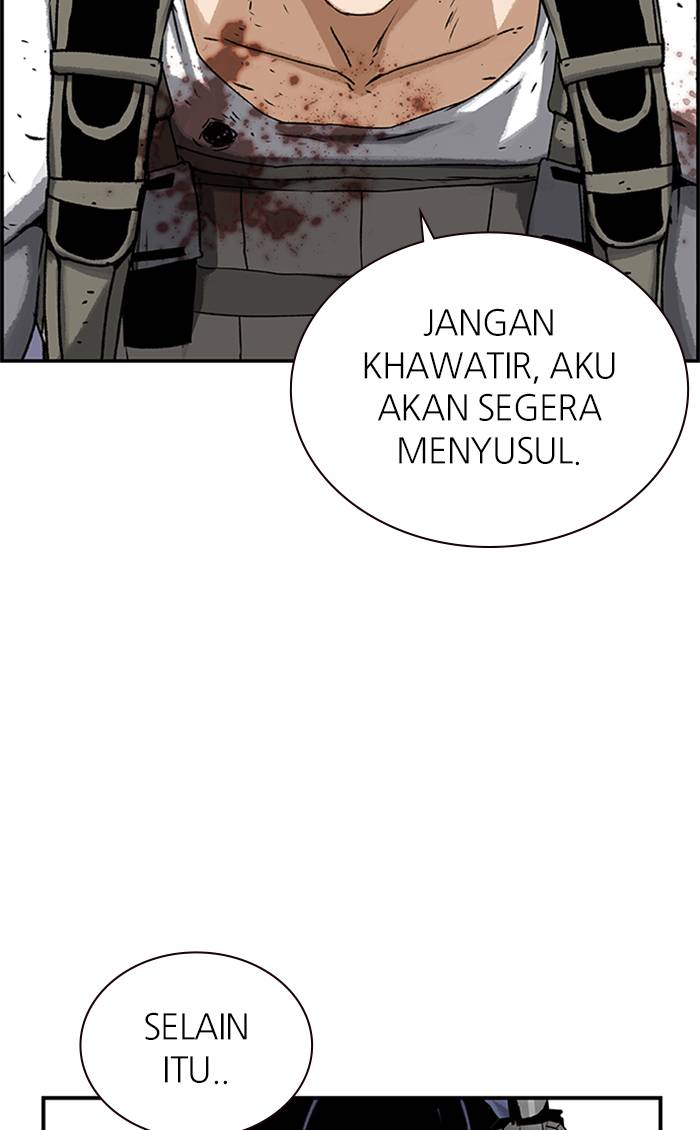 JANGAN
KHAWATIR, AKU
AKAN SEGERA
MENYUSUL.
SELAIN
ITU..